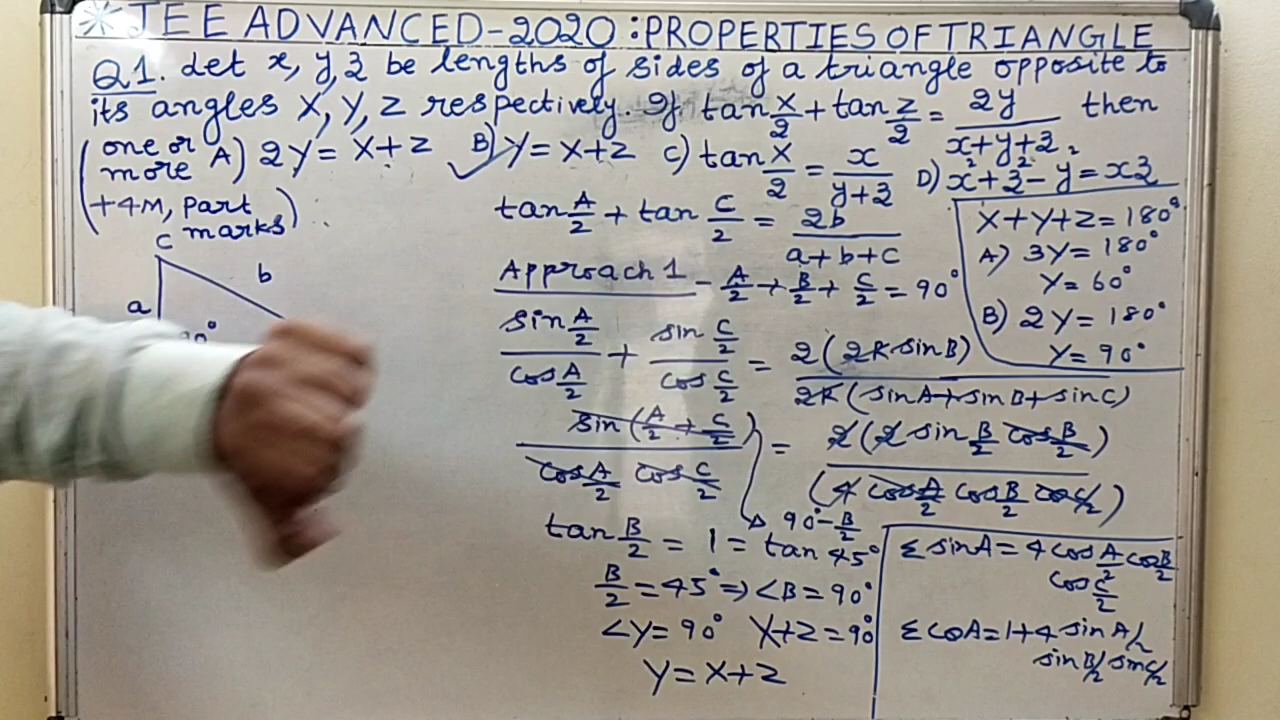 * JEE ADVANCED-2020: PROPERTIES OF TRIANGLE
Q1. Let x, y, z be lengths of sides of a triangle opposite to
its angles X, Y, Z respectively. If tan X/2 + tan Z/2 = 2y/(x+y+z) then
(one or more A) 2Y = X+Z B) Y = X+Z C) tan X/2 = x/(y+z) D) x²+z²-y²=xz
+4M, part marks)
tan A/2 + tan C/2 = 2b/(a+b+c)
Approach 1 - A/2 + B/2 + C/2 = 90°
sin A/2 / cos A/2 + sin C/2 / cos C/2 = 2(2R sin B) / 2R(sin A + sin B + sin C)
sin(A/2 + C/2) / cos A/2 cos C/2 = 2(2 sin B/2 cos B/2) / (4 cos A/2 cos B/2 cos C/2)
→ 90° - B/2
tan B/2 = 1 = tan 45°
B/2 = 45° ⇒ ∠B = 90°
∠Y = 90° X+Z = 90°
Y = X+Z
X+Y+Z = 180°
A) 3Y = 180°
Y = 60°
B) 2Y = 180°
Y = 90°
Σ sinA = 4 cos A/2 cos B/2
cos C/2
Σ cosA = 1+4 sin A/2
sin B/2 sin C/2
C
b
a